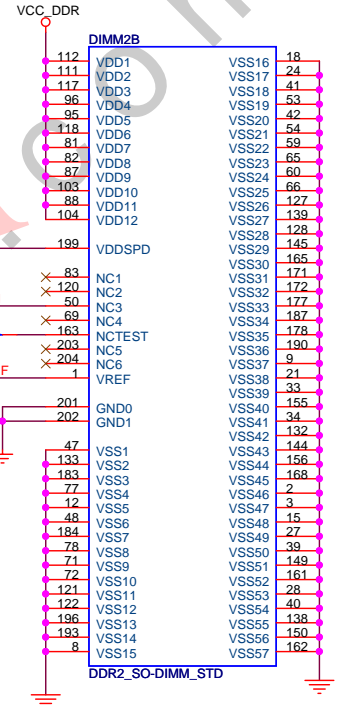 VCC_DDR
DIMM2B
112 VDD1
111 VDD2
117 VDD3
96 VDD4
95 VDD5
118 VDD6
81 VDD7
82 VDD8
87 VDD9
103 VDD10
88 VDD11
104 VDD12
199 VDDSPD
83 NC1
120 NC2
50 NC3
69 NC4
163 NCTEST
203 NC5
204 NC6
F
1 VREF
201 GND0
202 GND1
47 VSS1
133 VSS2
183 VSS3
77 VSS4
12 VSS5
48 VSS6
184 VSS7
78 VSS8
71 VSS9
72 VSS10
121 VSS11
122 VSS12
196 VSS13
193 VSS14
8 VSS15
VSS16 18
VSS17 24
VSS18 41
VSS19 53
VSS20 42
VSS21 54
VSS22 59
VSS23 65
VSS24 60
VSS25 66
VSS26 127
VSS27 139
VSS28 128
VSS29 145
VSS30 165
VSS31 171
VSS32 172
VSS33 177
VSS34 187
VSS35 178
VSS36 190
VSS37 9
VSS38 21
VSS39 33
VSS40 155
VSS41 34
VSS42 132
VSS43 144
VSS44 156
VSS45 168
VSS46 2
VSS47 3
VSS48 15
VSS49 27
VSS50 39
VSS51 149
VSS52 161
VSS53 28
VSS54 40
VSS55 138
VSS56 150
VSS57 162
DDR2_SO-DIMM_STD